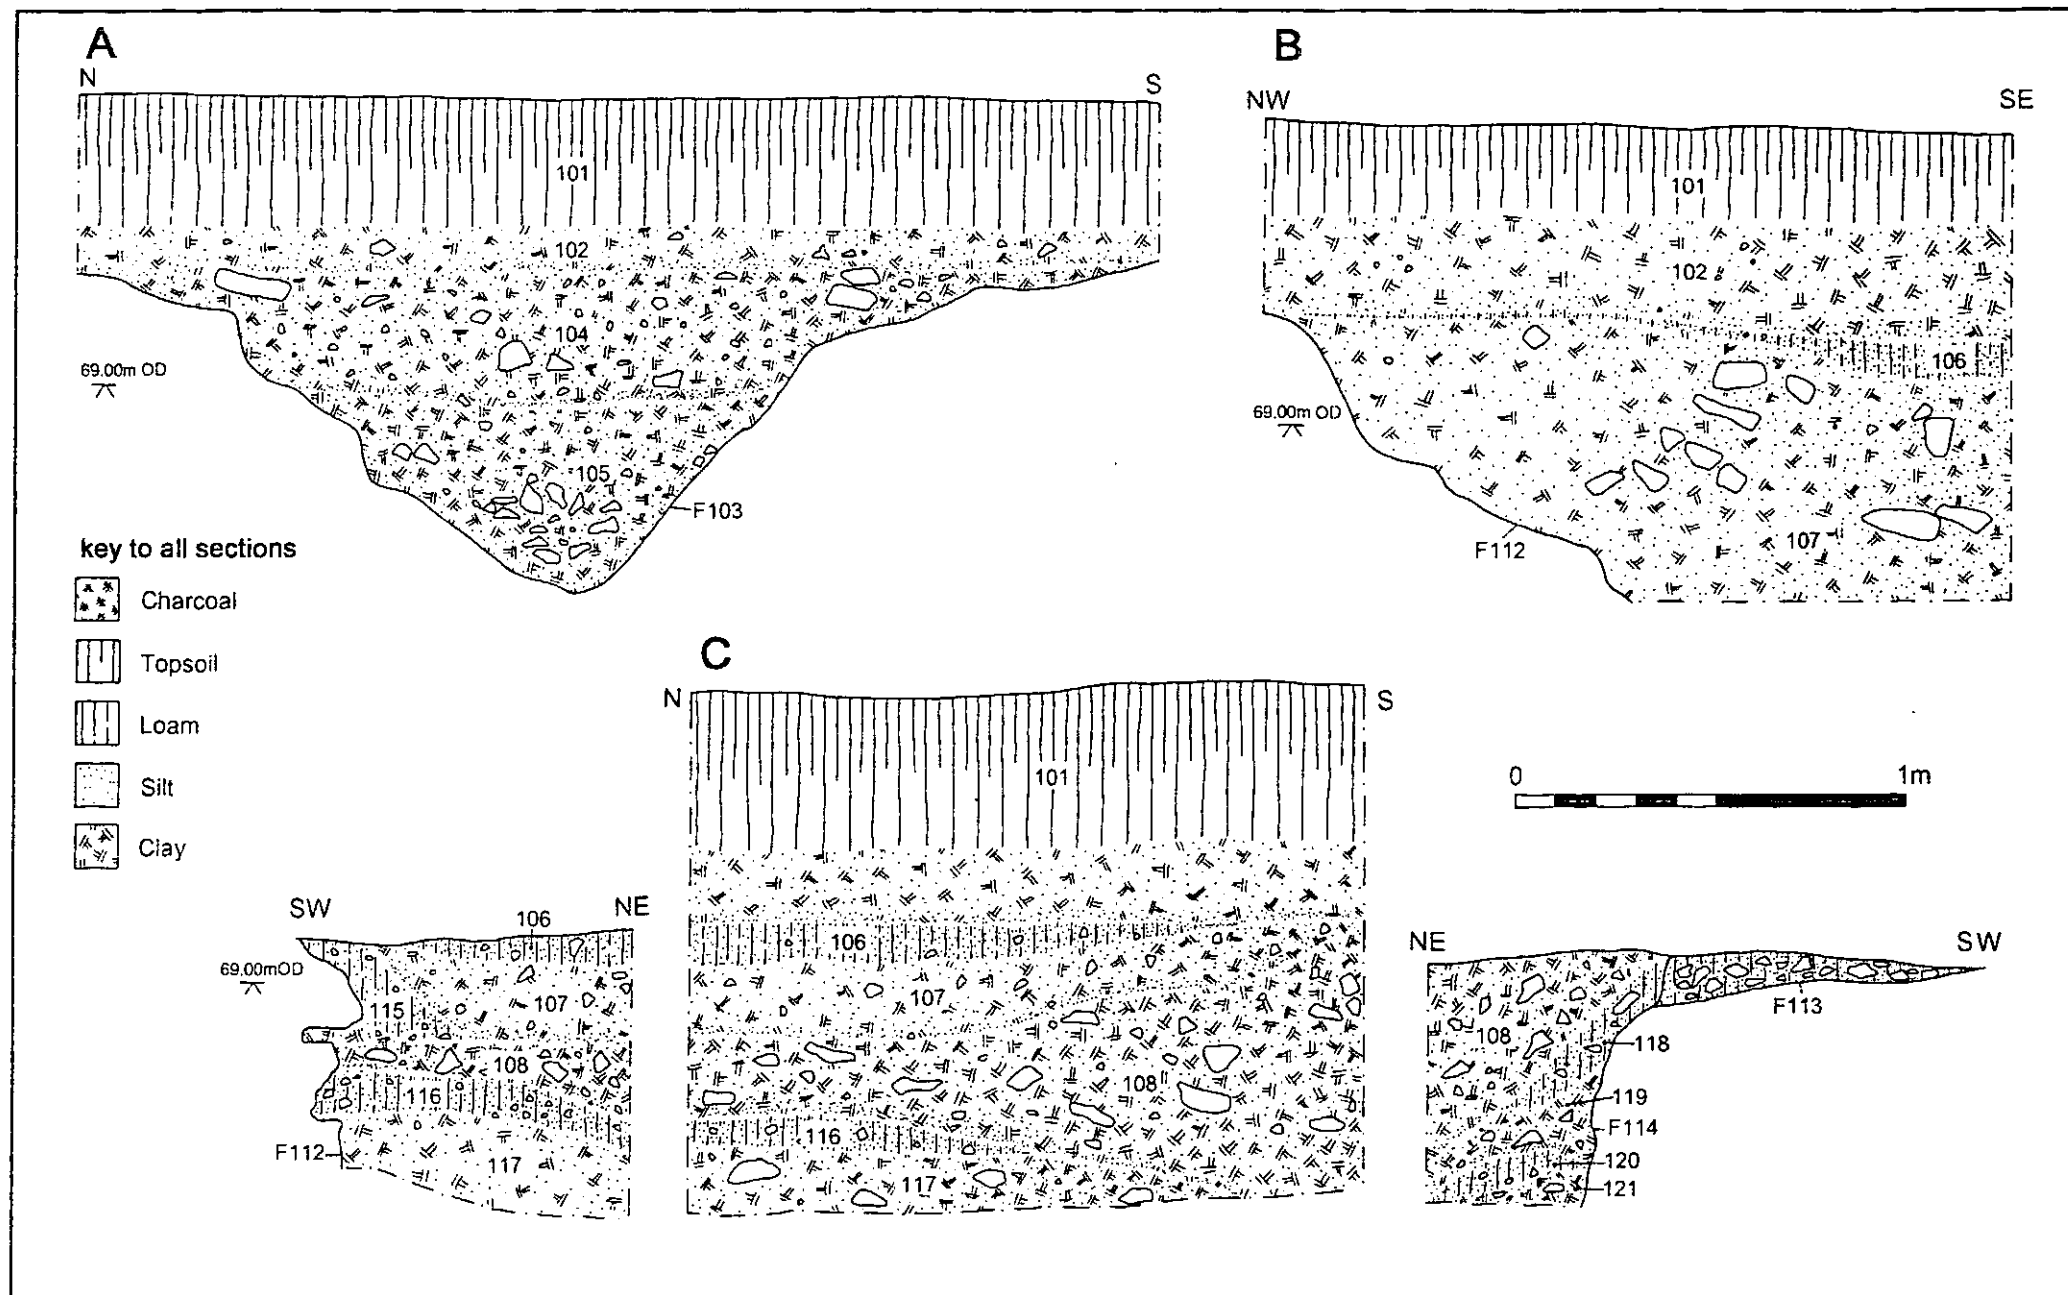 A
N
S
101
102
104
69.00m OD
105
F103
B
NW
SE
101
102
106
69.00m OD
F112
107
key to all sections
Charcoal
Topsoil
Loam
Silt
Clay
C
N
S
101
106
107
108
116
117
0 1m
SW
106
NE
69.00mOD
115
107
108
116
F112
117
NE
SW
F113
108
118
119
F114
120
121